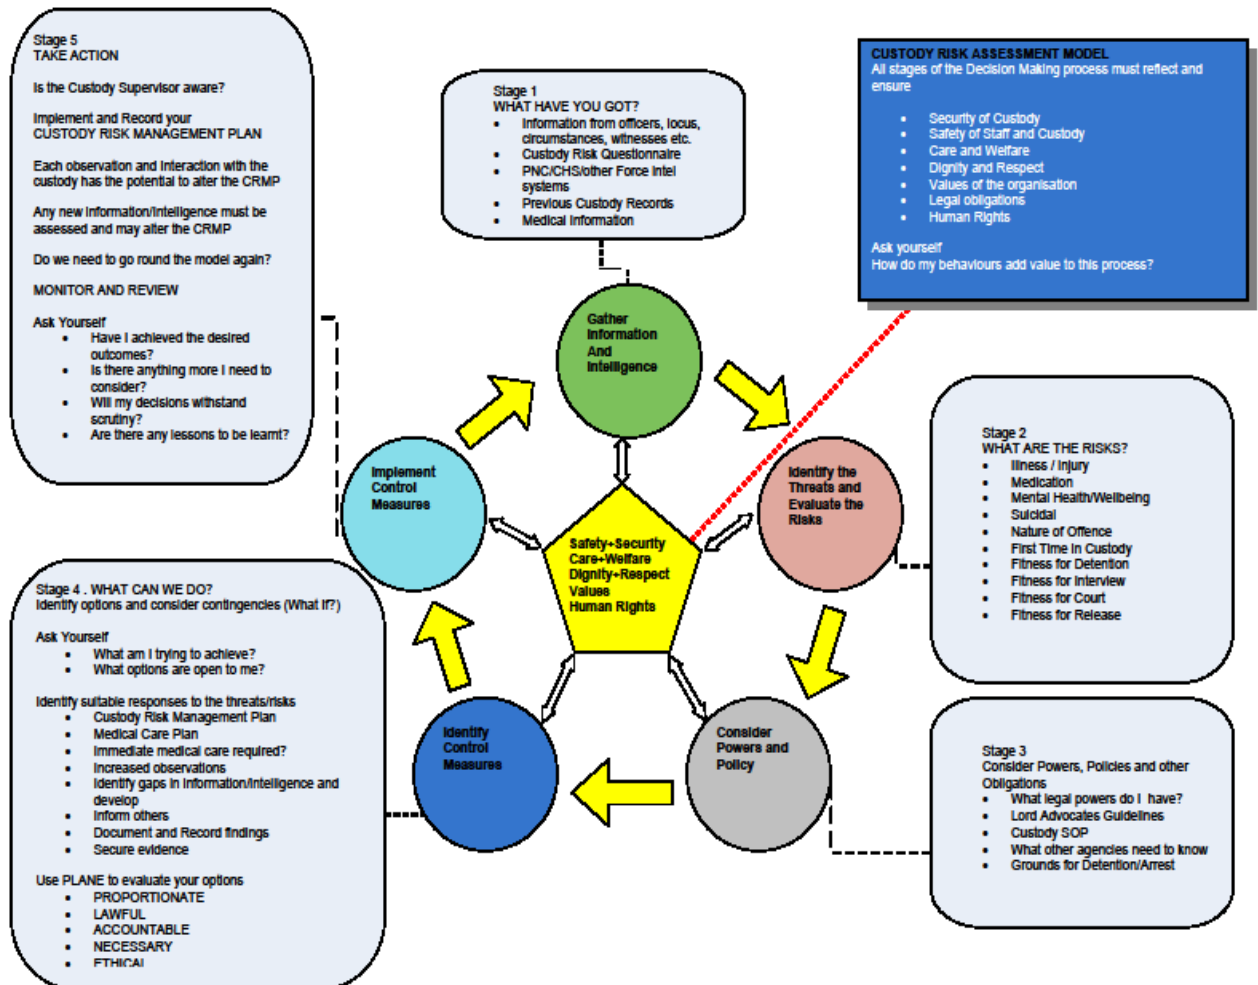 Stage 5
TAKE ACTION
Is the Custody Supervisor aware?
Implement and Record your
CUSTODY RISK MANAGEMENT PLAN
Each observation and Interaction with the
custody has the potential to alter the CRMP
Any new Information/Intelligence must be
assessed and may alter the CRMP
Do we need to go round the model again?
MONITOR AND REVIEW
Ask Yourself
• Have I achieved the desired
outcomes?
• Is there anything more I need to
consider?
• Will my decisions withstand
scrutiny?
• Are there any lessons to be learnt?
Stage 1
WHAT HAVE YOU GOT?
• Information from officers, locus,
circumstances, witnesses etc.
• Custody Risk Questionnaire
• PNC/CHS/other Force Intel
systems
• Previous Custody Records
• Medical Information
CUSTODY RISK ASSESSMENT MODEL
All stages of the Decision Making process must reflect and
ensure
• Security of Custody
• Safety of Staff and Custody
• Care and Welfare
• Dignity and Respect
• Values of the organisation
• Legal obligations
• Human Rights
Ask yourself
How do my behaviours add value to this process?
Gather
Information
And
Intelligence
Identify the
Threats and
Evaluate the
Risks
Implement
Control
Measures
Safety+Security
Care+Welfare
Dignity+Respect
Values
Human Rights
Identify
Control
Measures
Consider
Powers and
Policy
Stage 2
WHAT ARE THE RISKS?
• Illness / Injury
• Medication
• Mental Health/Wellbeing
• Suicidal
• Nature of Offence
• First Time in Custody
• Fitness for Detention
• Fitness for Interview
• Fitness for Court
• Fitness for Release
Stage 4 . WHAT CAN WE DO?
Identify options and consider contingencies (What If?)
Ask Yourself
• What am I trying to achieve?
• What options are open to me?
Identify suitable responses to the threats/risks
• Custody Risk Management Plan
• Medical Care Plan
• Immediate medical care required?
• Increased observations
• Identify gaps in Information/Intelligence and
develop
• Inform others
• Document and Record findings
• Secure evidence
Use PLANE to evaluate your options
• PROPORTIONATE
• LAWFUL
• ACCOUNTABLE
• NECESSARY
• ETHICAL
Stage 3
Consider Powers, Policies and other
Obligations
• What legal powers do I have?
• Lord Advocates Guidelines
• Custody SOP
• What other agencies need to know
• Grounds for Detention/Arrest